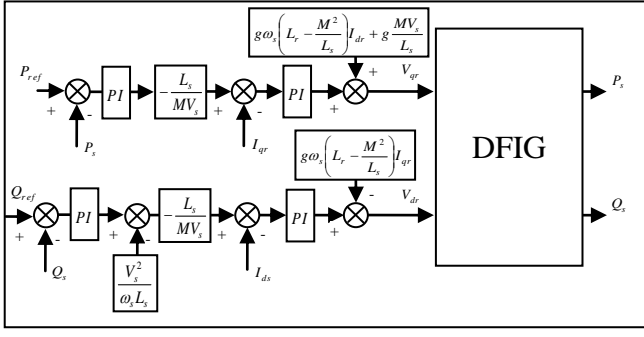 gω_s(L_r − M²/L_s)I_dr + g MV_s/L_s
P_ref
+
-
P_s
PI
− L_s/MV_s
+
-
I_qr
PI
+
+
V_qr
P_s
DFIG
gω_s(L_r − M²/L_s)I_qr
Q_ref
+
-
Q_s
PI
+
-
V_s²/ω_sL_s
− L_s/MV_s
+
-
I_ds
PI
+
-
V_dr
Q_s